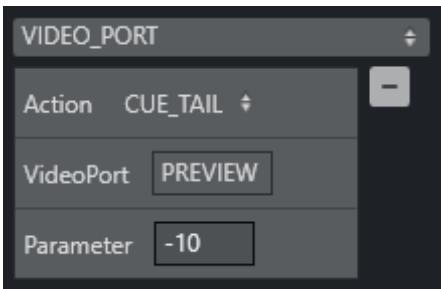 VIDEO_PORT
Action CUE_TAIL
VideoPort PREVIEW
Parameter -10